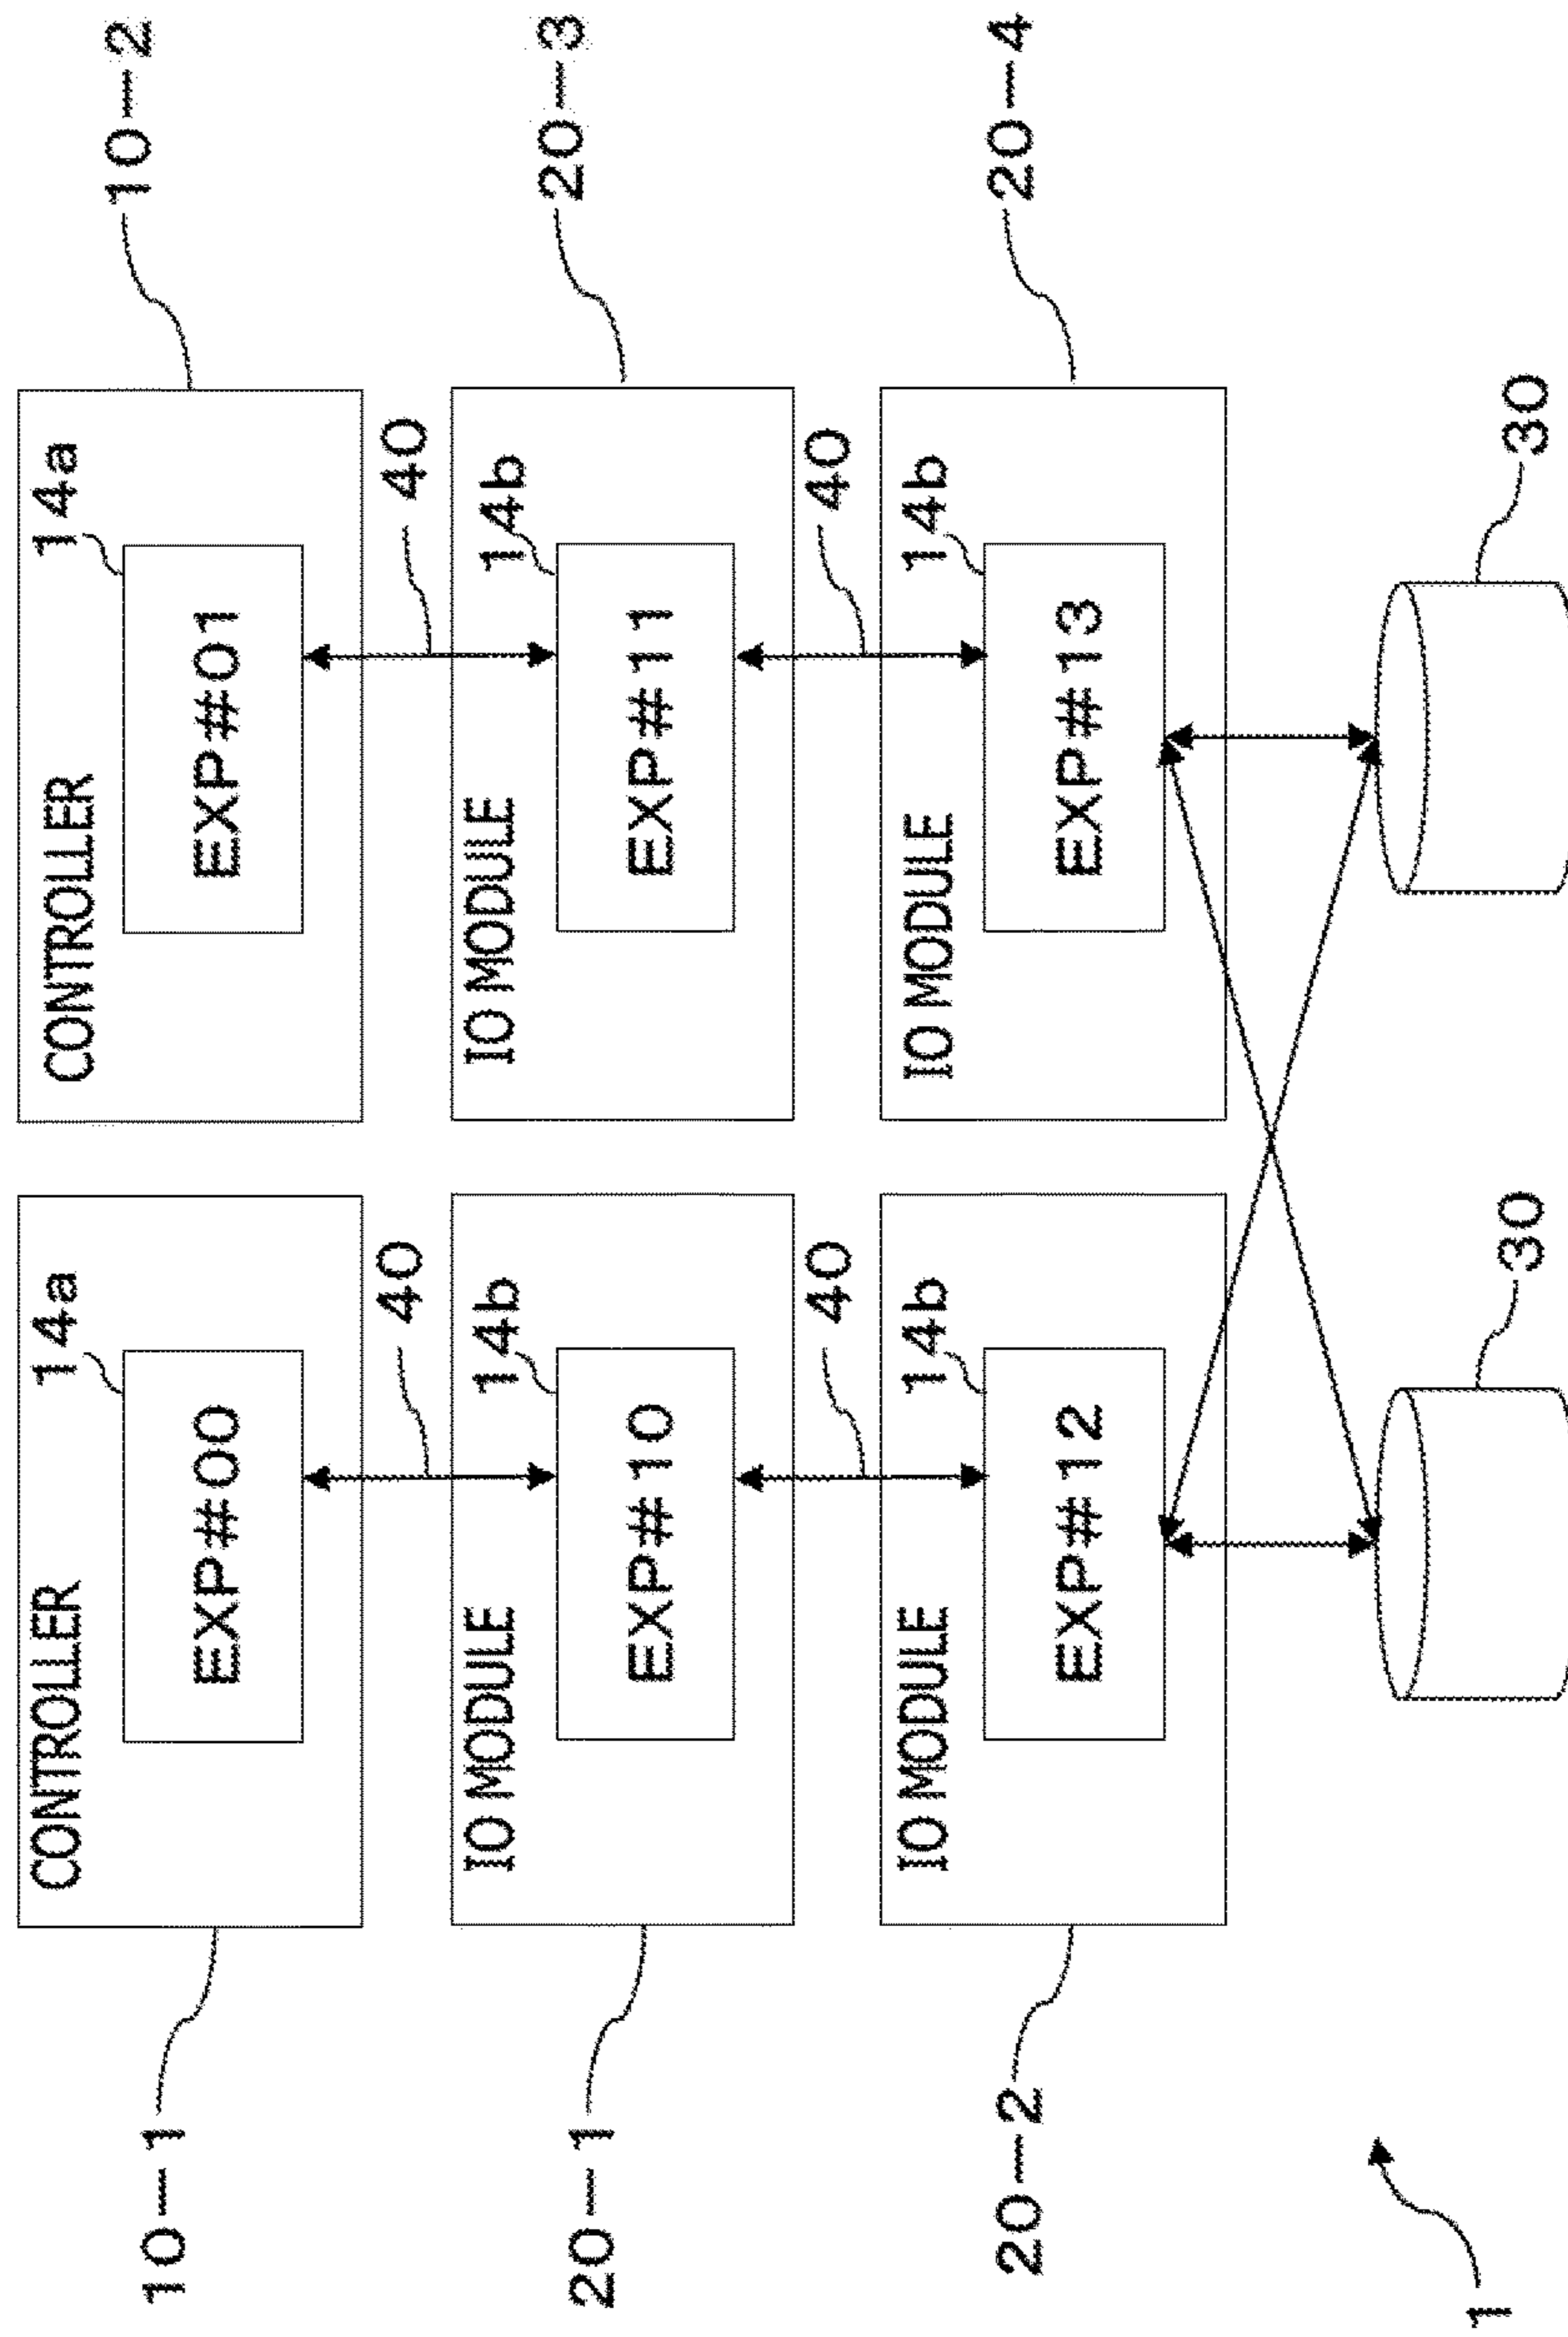 10-1
CONTROLLER
14a
EXP#00
CONTROLLER
14a
EXP#01
10-2
40
40
20-1
IO MODULE
14b
EXP#10
IO MODULE
14b
EXP#11
20-3
40
40
20-2
IO MODULE
14b
EXP#12
IO MODULE
14b
EXP#13
20-4
30
30
1